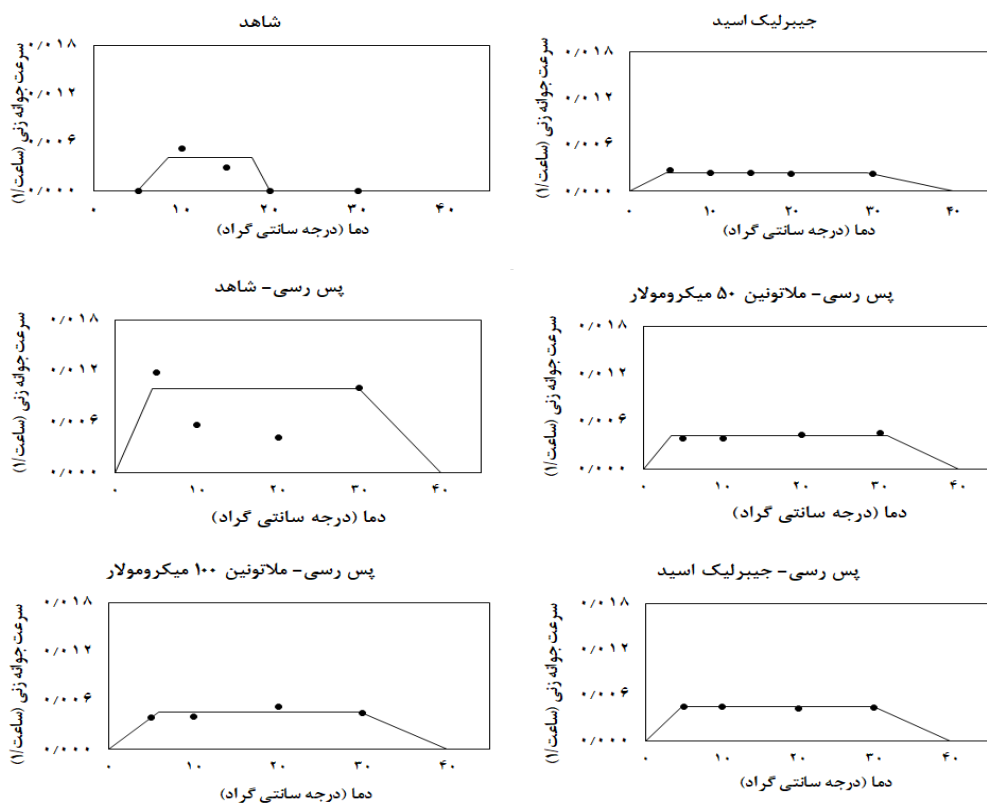 شاهد
سرعت جوانه زنی (ساعت/۱)
۰/۰۱۸
۰/۰۱۲
۰/۰۰۶
۰/۰۰۰
۰ ۱۰ ۲۰ ۳۰ ۴۰
دما (درجه سانتی گراد)
جیبرلیک اسید
سرعت جوانه زنی (ساعت/۱)
۰/۰۱۸
۰/۰۱۲
۰/۰۰۶
۰/۰۰۰
۰ ۱۰ ۲۰ ۳۰ ۴۰
دما (درجه سانتی گراد)
پس رسی- شاهد
سرعت جوانه زنی (ساعت/۱)
۰/۰۱۸
۰/۰۱۲
۰/۰۰۶
۰/۰۰۰
۰ ۱۰ ۲۰ ۳۰ ۴۰
دما (درجه سانتی گراد)
پس رسی- ملاتونین ۵۰ میکرومولار
سرعت جوانه زنی (ساعت/۱)
۰/۰۱۸
۰/۰۱۲
۰/۰۰۶
۰/۰۰۰
۰ ۱۰ ۲۰ ۳۰ ۴۰
دما (درجه سانتی گراد)
پس رسی- ملاتونین ۱۰۰ میکرومولار
سرعت جوانه زنی (ساعت/۱)
۰/۰۱۸
۰/۰۱۲
۰/۰۰۶
۰/۰۰۰
۰ ۱۰ ۲۰ ۳۰ ۴۰
دما (درجه سانتی گراد)
پس رسی- جیبرلیک اسید
سرعت جوانه زنی (ساعت/۱)
۰/۰۱۸
۰/۰۱۲
۰/۰۰۶
۰/۰۰۰
۰ ۱۰ ۲۰ ۳۰ ۴۰
دما (درجه سانتی گراد)